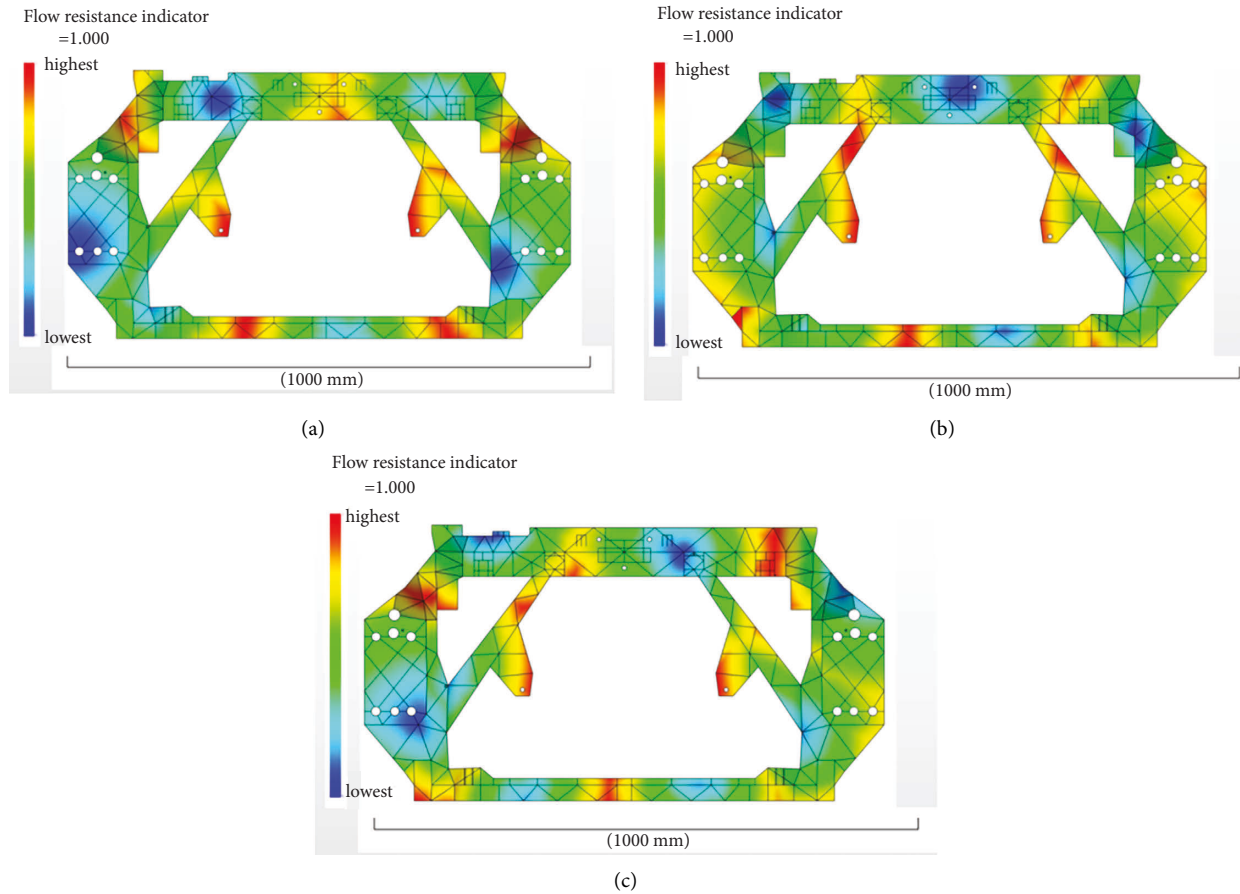 Flow resistance indicator
=1.000
highest
lowest
(1000 mm)
(a)
Flow resistance indicator
=1.000
highest
lowest
(1000 mm)
(b)
Flow resistance indicator
=1.000
highest
lowest
(1000 mm)
(c)